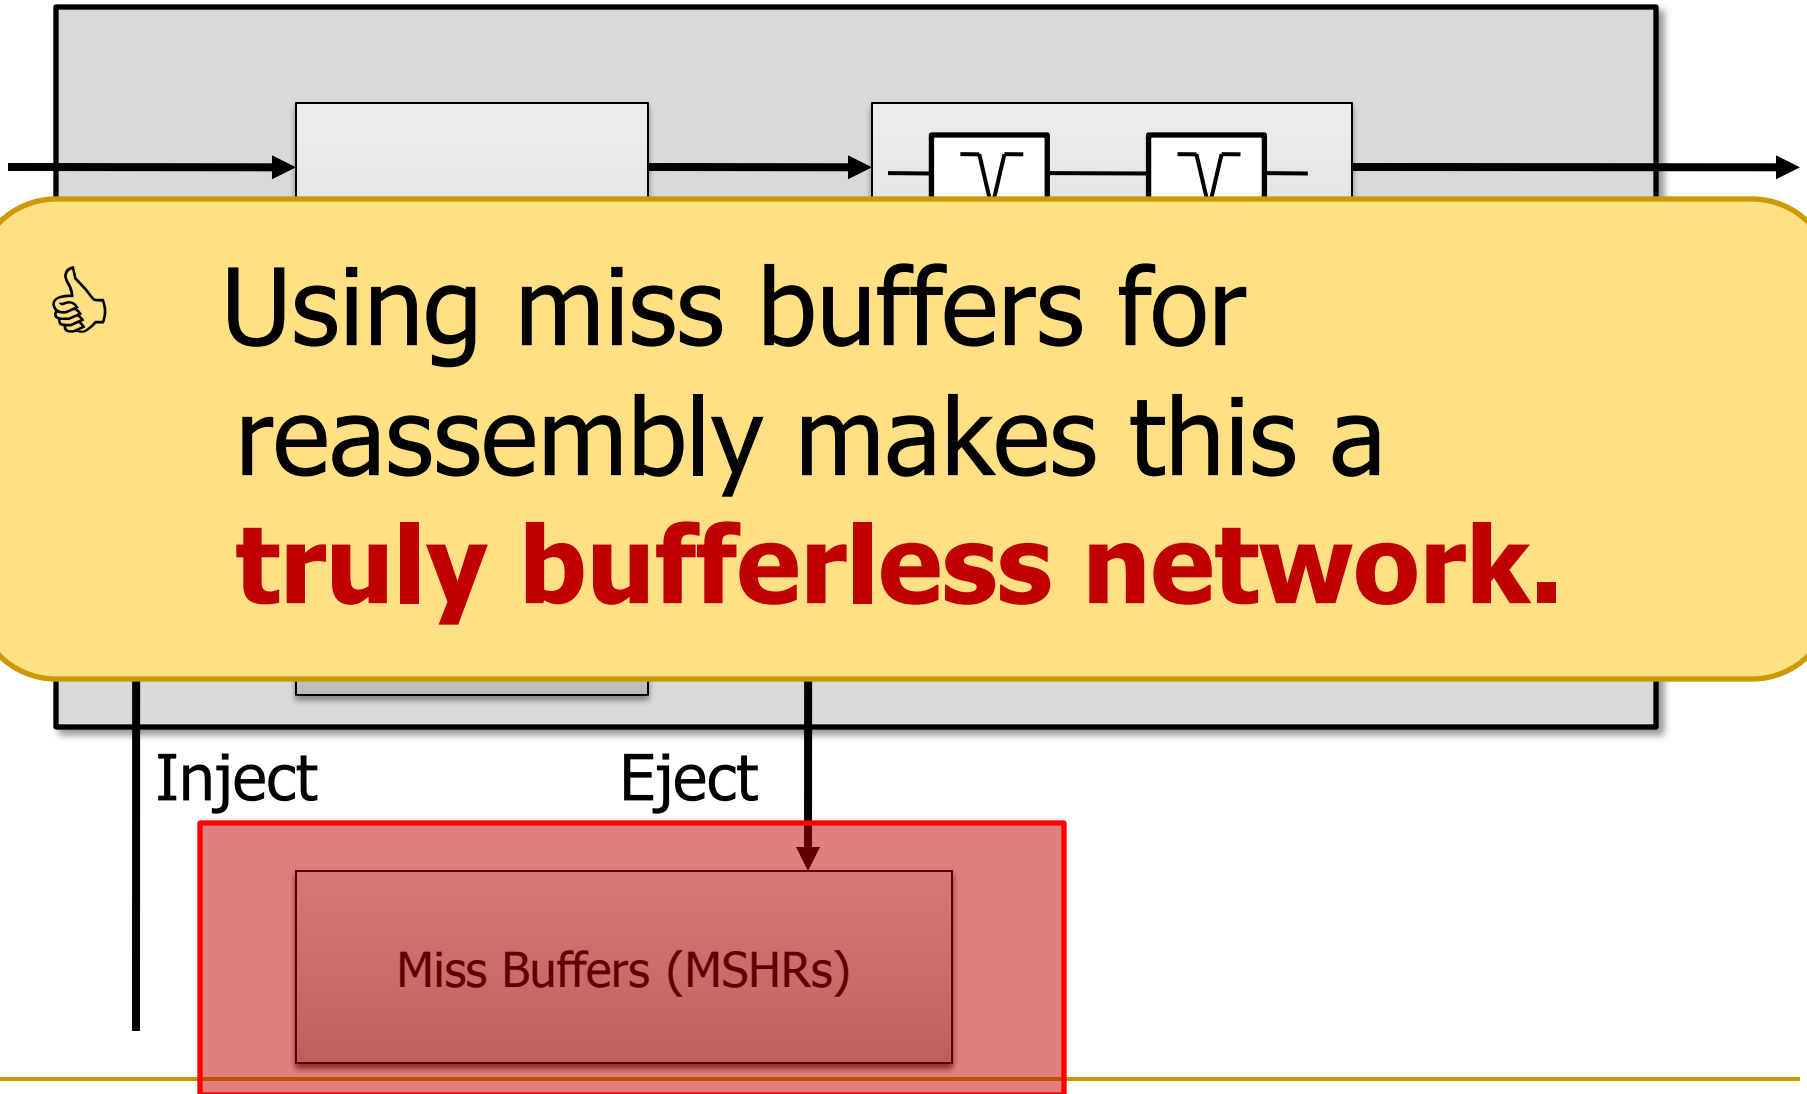 👍 Using miss buffers for
reassembly makes this a
truly bufferless network.
Inject
Eject
Miss Buffers (MSHRs)